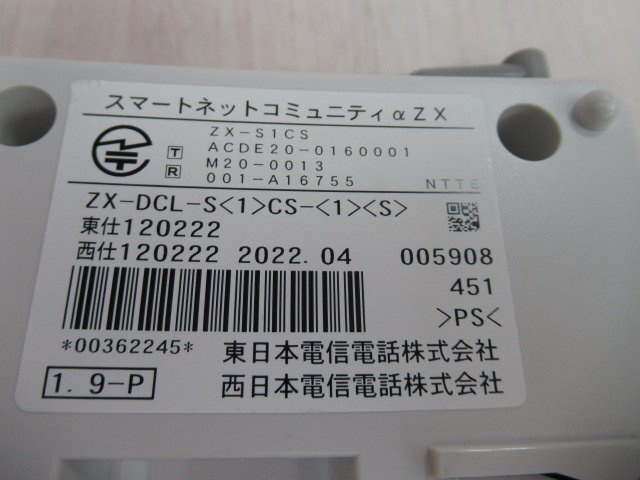 スマートネットコミュニティαZX
ZX-S1CS
T ACDE20-0160001
R M20-0013
001-A16755 NTTE
ZX-DCL-S<1>CS-<1><S>
東仕120222
西仕120222 2022.04 005908
451
>PS<
*00362245* 東日本電信電話株式会社
1.9-P 西日本電信電話株式会社